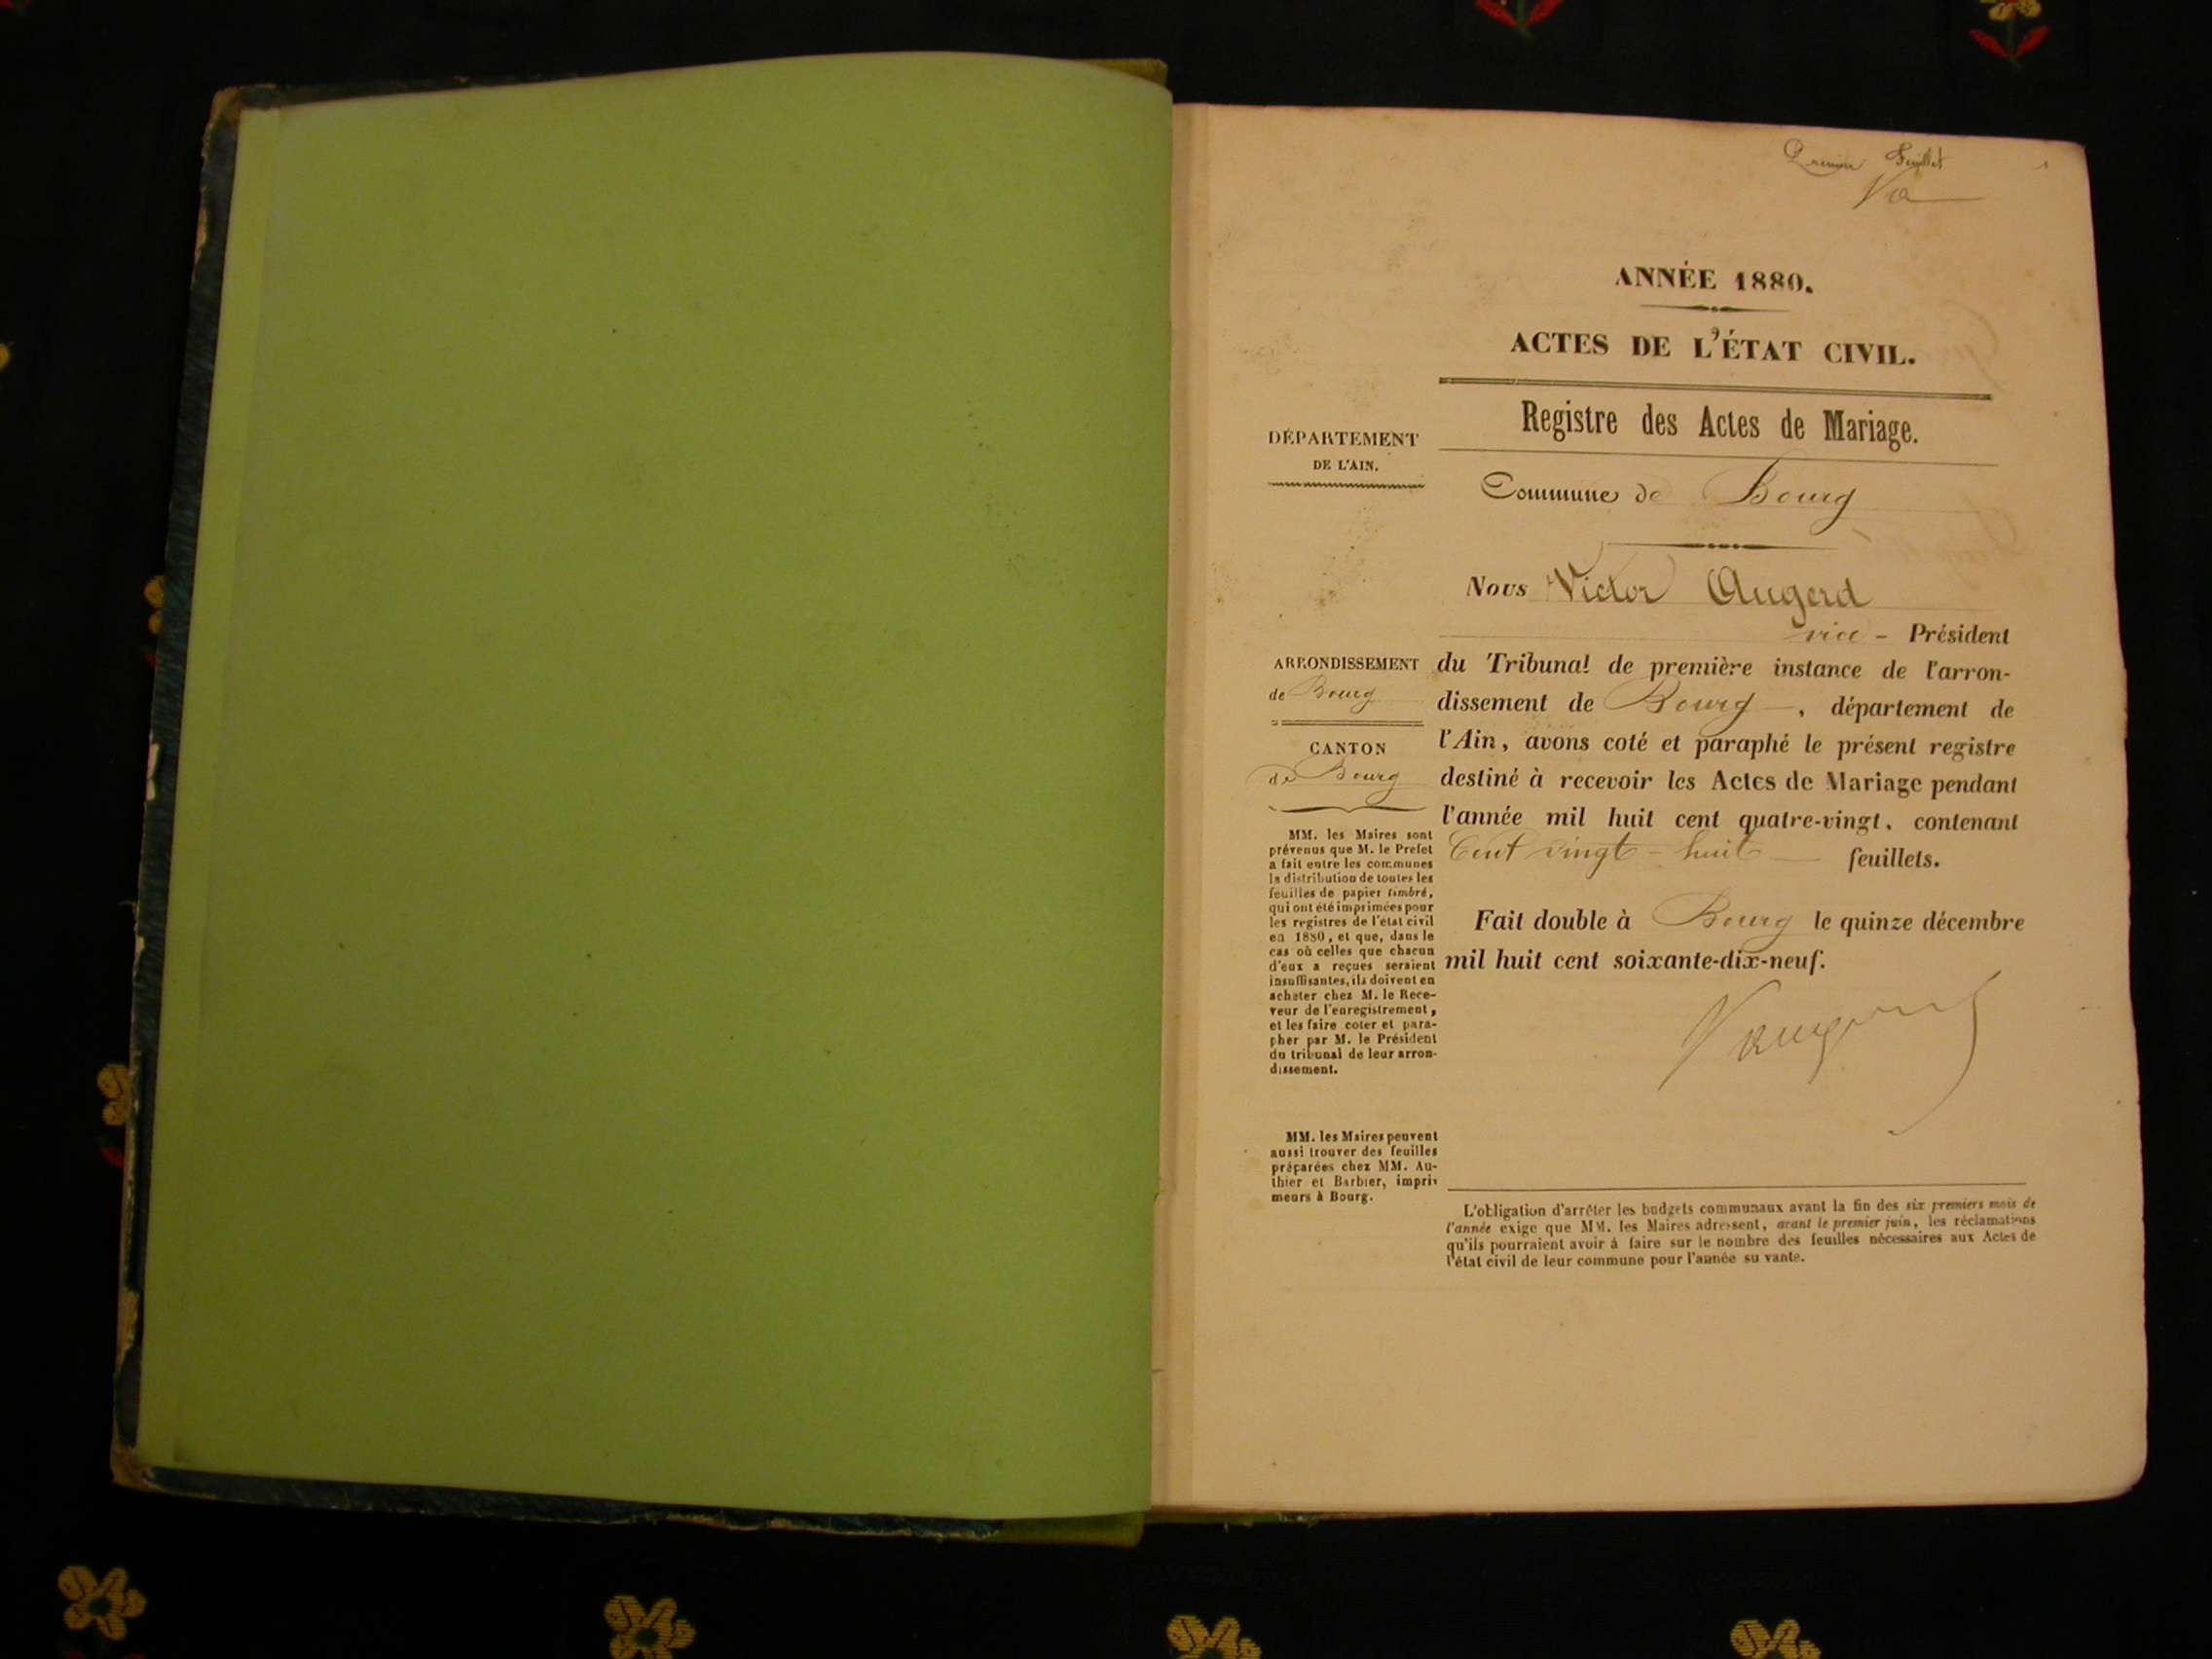 Premier Feuillet
Va
1
ANNÉE 1880.
ACTES DE L'ÉTAT CIVIL.
Registre des Actes de Mariage.
DÉPARTEMENT
DE L'AIN.
Commune de Bourg
Nous Victor Augerd
vice - Président
ARRONDISSEMENT
de Bourg
CANTON
de Bourg
du Tribunal de première instance de l'arron-
dissement de Bourg, département de
l'Ain, avons coté et paraphé le présent registre
destiné à recevoir les Actes de Mariage pendant
l'année mil huit cent quatre-vingt, contenant
Cent vingt-huit feuillets.
Fait double à Bourg le quinze décembre
mil huit cent soixante-dix-neuf.
MM. les Maires sont
prévenus que M. le Préfet
a fait entre les communes
la distribution de toutes les
feuilles de papier timbré,
qui ont été imprimées pour
les registres de l'état civil
en 1880, et que, dans le
cas où celles que chacun
d'eux a reçues seraient
insuffisantes, ils doivent en
acheter chez M. le Rece-
veur de l'enregistrement,
et les faire coter et para-
pher par M. le Président
du tribunal de leur arron-
dissement.
MM. les Maires peuvent
aussi trouver des feuilles
préparées chez MM. Au-
thier et Barbier, impri-
meurs à Bourg.
L'obligation d'arrêter les budgets communaux avant la fin des six premiers mois de
l'année exige que MM. les Maires adressent, avant le premier juin, les réclamations
qu'ils pourraient avoir à faire sur le nombre des feuilles nécessaires aux Actes de
l'état civil de leur commune pour l'année su vante.